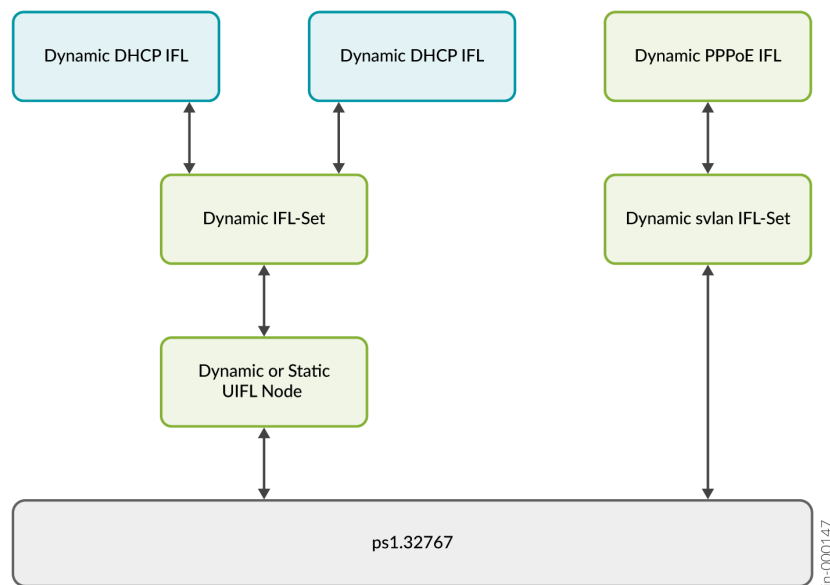 Dynamic DHCP IFL
Dynamic DHCP IFL
Dynamic PPPoE IFL
Dynamic IFL-Set
Dynamic svlan IFL-Set
Dynamic or Static
UIFL Node
ps1.32767